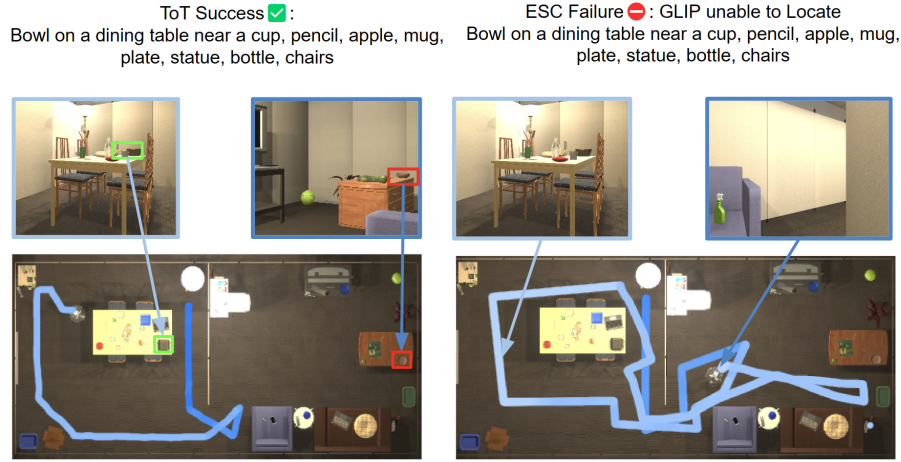 ToT Success ✅ :
Bowl on a dining table near a cup, pencil, apple, mug,
plate, statue, bottle, chairs
ESC Failure ⛔ : GLIP unable to Locate
Bowl on a dining table near a cup, pencil, apple, mug,
plate, statue, bottle, chairs